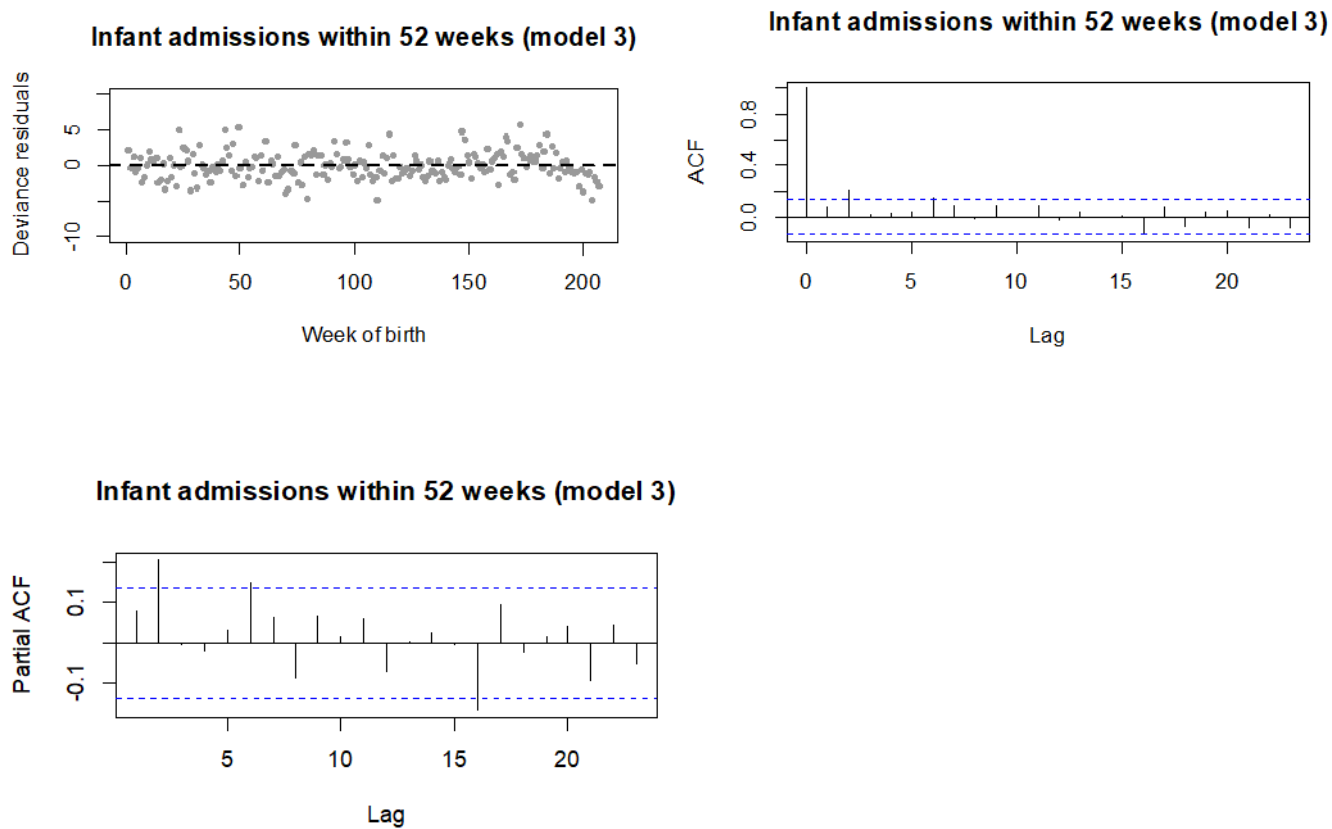 Infant admissions within 52 weeks (model 3)
Deviance residuals
5
0
-10
0 50 100 150 200
Week of birth
Infant admissions within 52 weeks (model 3)
ACF
0.8
0.4
0.0
0 5 10 15 20
Lag
Infant admissions within 52 weeks (model 3)
Partial ACF
0.1
-0.1
5 10 15 20
Lag